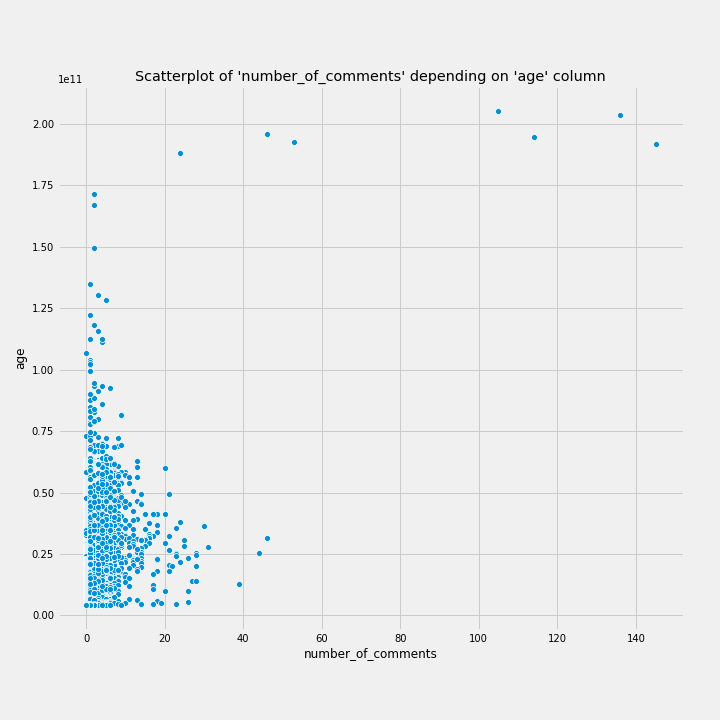 Scatterplot of 'number_of_comments' depending on 'age' column
1e11
2.00
1.75
1.50
1.25
1.00
0.75
0.50
0.25
0.00
age
0 20 40 60 80 100 120 140
number_of_comments